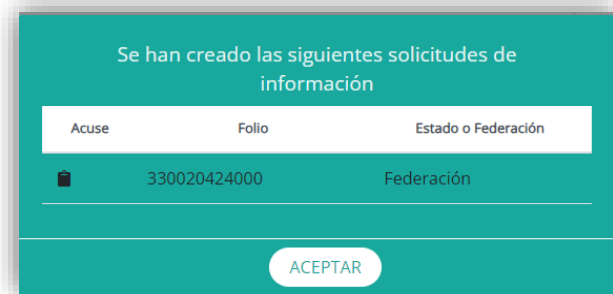 Se han creado las siguientes solicitudes de
información
Acuse Folio Estado o Federación
330020424000 Federación
ACEPTAR